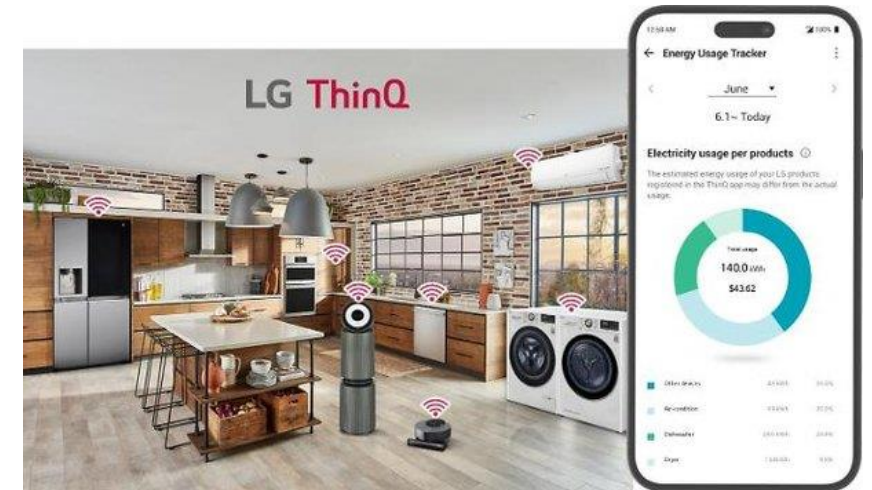 LG ThinQ
12:50 AM
100%
Energy Usage Tracker
June
6.1~ Today
Electricity usage per products
The estimated energy usage of your LG products
registered in the ThinQ app may differ from the actual
usage.
Total usage
140.0 kWh
$43.62
Other devices
Air-condition
Dishwasher
Dryer